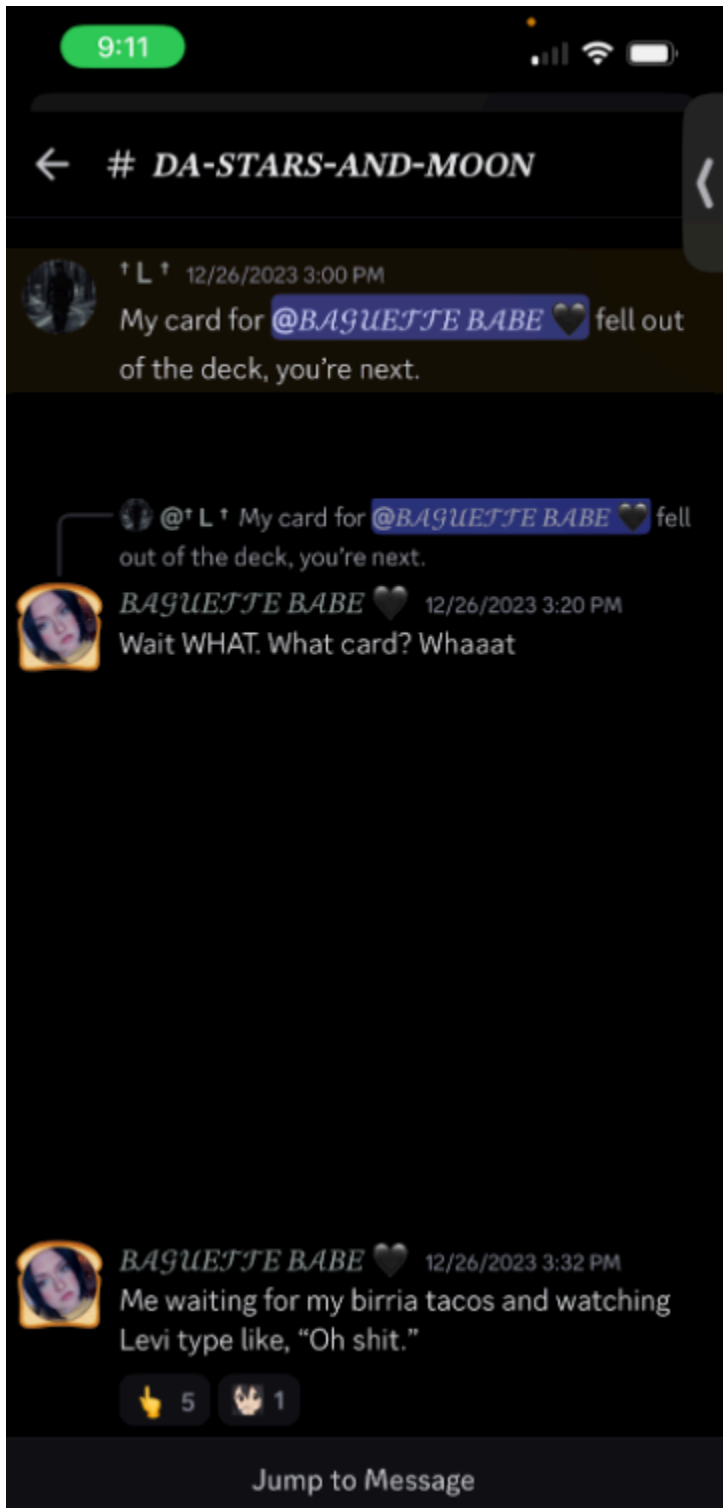 9:11
# DA-STARS-AND-MOON
† L † 12/26/2023 3:00 PM
My card for @BAGUETTE BABE 🖤 fell out
of the deck, you’re next.
@† L † My card for @BAGUETTE BABE 🖤 fell
out of the deck, you’re next.
BAGUETTE BABE 🖤 12/26/2023 3:20 PM
Wait WHAT. What card? Whaaat
BAGUETTE BABE 🖤 12/26/2023 3:32 PM
Me waiting for my birria tacos and watching
Levi type like, “Oh shit.”
👆 5 1
Jump to Message